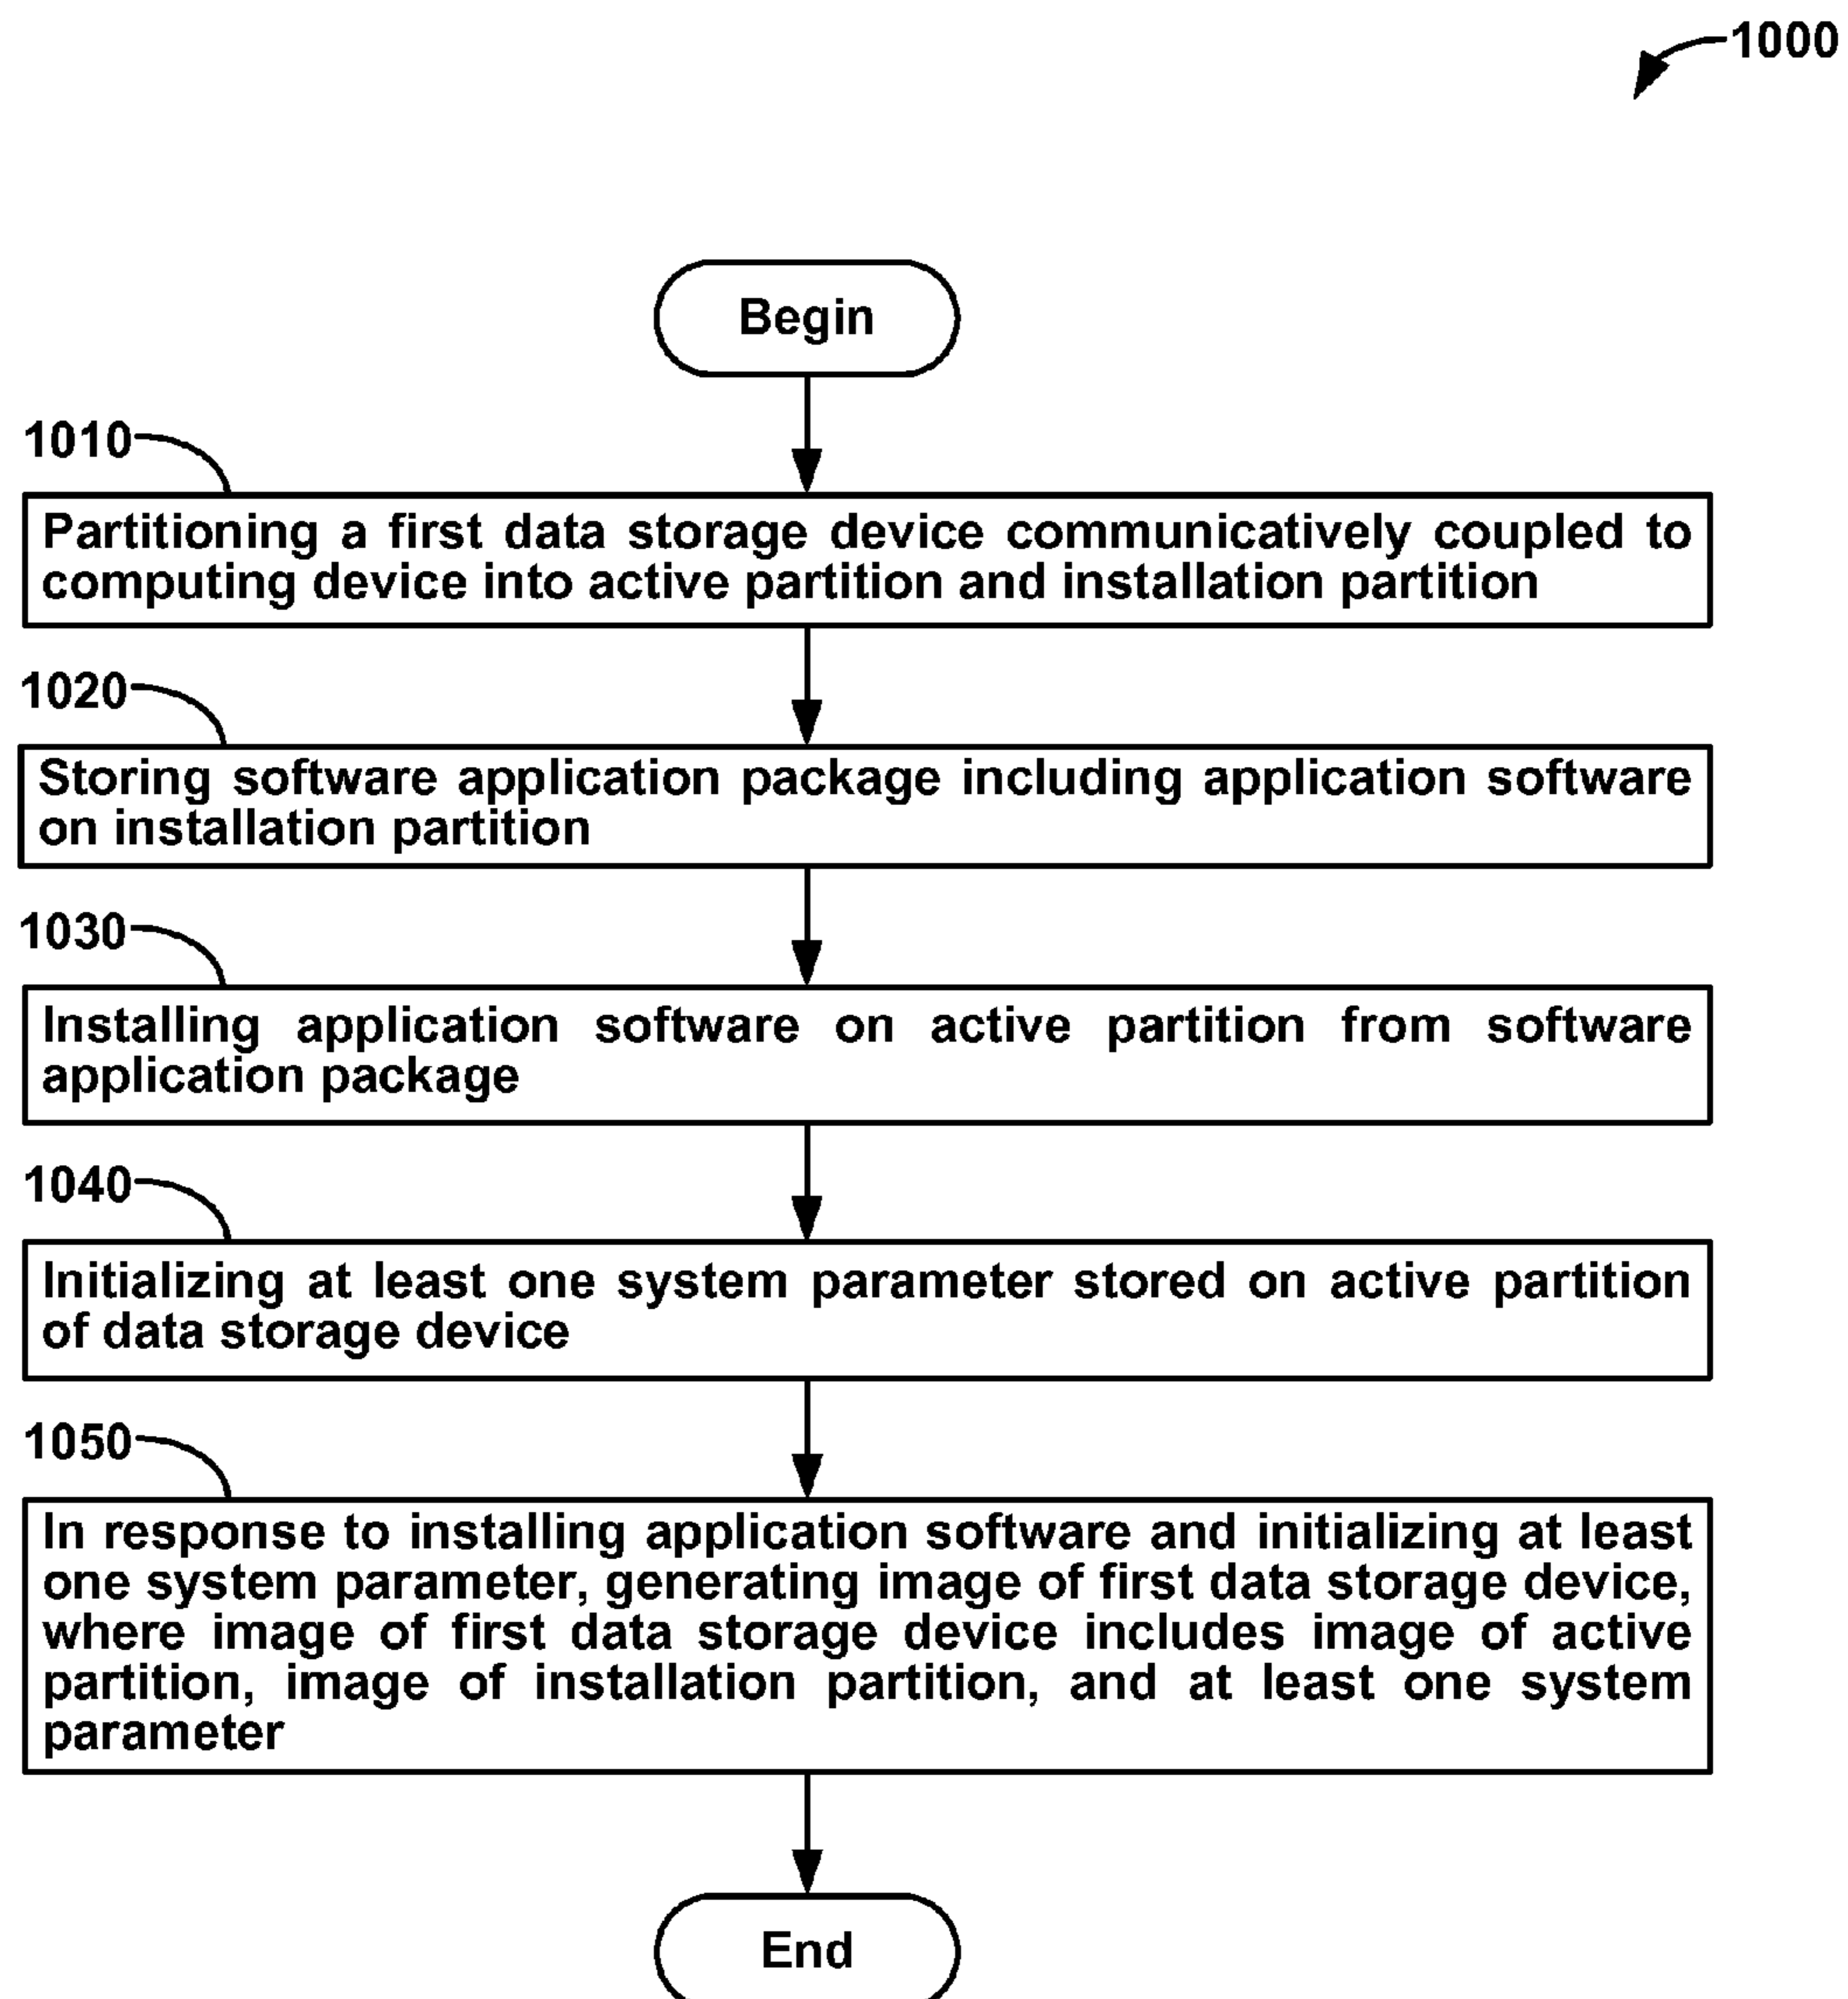 1000
Begin
1010
Partitioning a first data storage device communicatively coupled to
computing device into active partition and installation partition
1020
Storing software application package including application software
on installation partition
1030
Installing application software on active partition from software
application package
1040
Initializing at least one system parameter stored on active partition
of data storage device
1050
In response to installing application software and initializing at least
one system parameter, generating image of first data storage device,
where image of first data storage device includes image of active
partition, image of installation partition, and at least one system
parameter
End